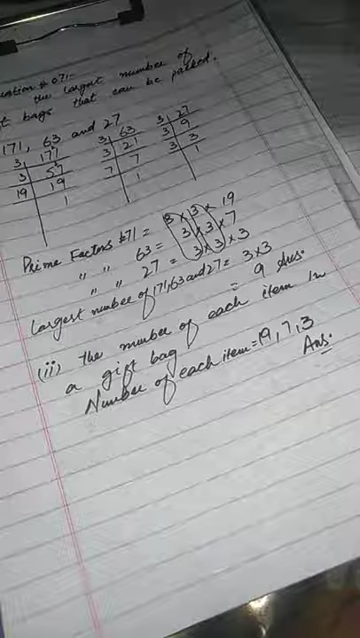 the largest number of
bags that can be packed.
171, 63 and 27
3 171 3 63 3 27
3 57 3 21 3 9
19 19 7 7 3 3
1 1 1
Prime Factors 171 = 3 x 3 x 19
" " 63 = 3 x 3 x 7
" " 27 = 3 x 3 x 3
Largest number of 171,63 and 27 = 3 x 3
= 9 Ans.
(ii) The number of each item in
a gift bag
Number of each item = 19, 7, 3
Ans.